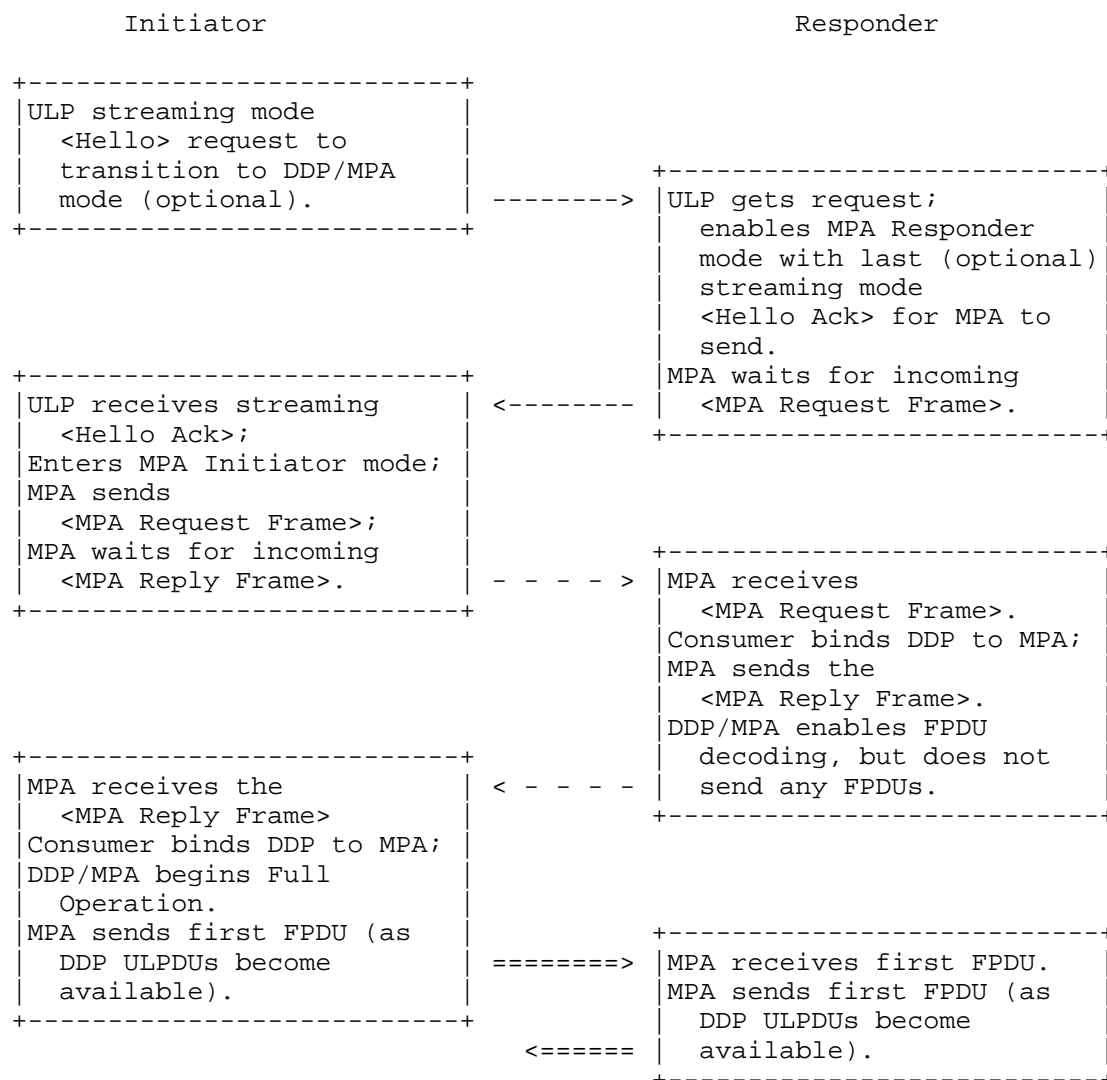 Initiator                                 Responder

+---------------------------+
|ULP streaming mode         |
|  <Hello> request to       |
|  transition to DDP/MPA    |           +---------------------------+
|  mode (optional).         | --------> |ULP gets request;          |
+---------------------------+           |  enables MPA Responder    |
                                        |  mode with last (optional)|
                                        |  streaming mode           |
                                        |  <Hello Ack> for MPA to   |
                                        |  send.                    |
+---------------------------+           |MPA waits for incoming     |
|ULP receives streaming     | <-------- |  <MPA Request Frame>.     |
|  <Hello Ack>;             |           +---------------------------+
|Enters MPA Initiator mode; |
|MPA sends                  |
|  <MPA Request Frame>;     |
|MPA waits for incoming     |           +---------------------------+
|  <MPA Reply Frame>.       | - - - - > |MPA receives               |
+---------------------------+           |  <MPA Request Frame>.     |
                                        |Consumer binds DDP to MPA; |
                                        |MPA sends the              |
                                        |  <MPA Reply Frame>.       |
                                        |DDP/MPA enables FPDU       |
+---------------------------+           |  decoding, but does not   |
|MPA receives the           | < - - - - |  send any FPDUs.          |
|  <MPA Reply Frame>        |           +---------------------------+
|Consumer binds DDP to MPA; |
|DDP/MPA begins Full        |
|  Operation.               |
|MPA sends first FPDU (as   |           +---------------------------+
|  DDP ULPDUs become        | ========> |MPA receives first FPDU.   |
|  available).              |           |MPA sends first FPDU (as   |
+---------------------------+           |  DDP ULPDUs become        |
                                <====== |  available).              |
                                        +---------------------------+